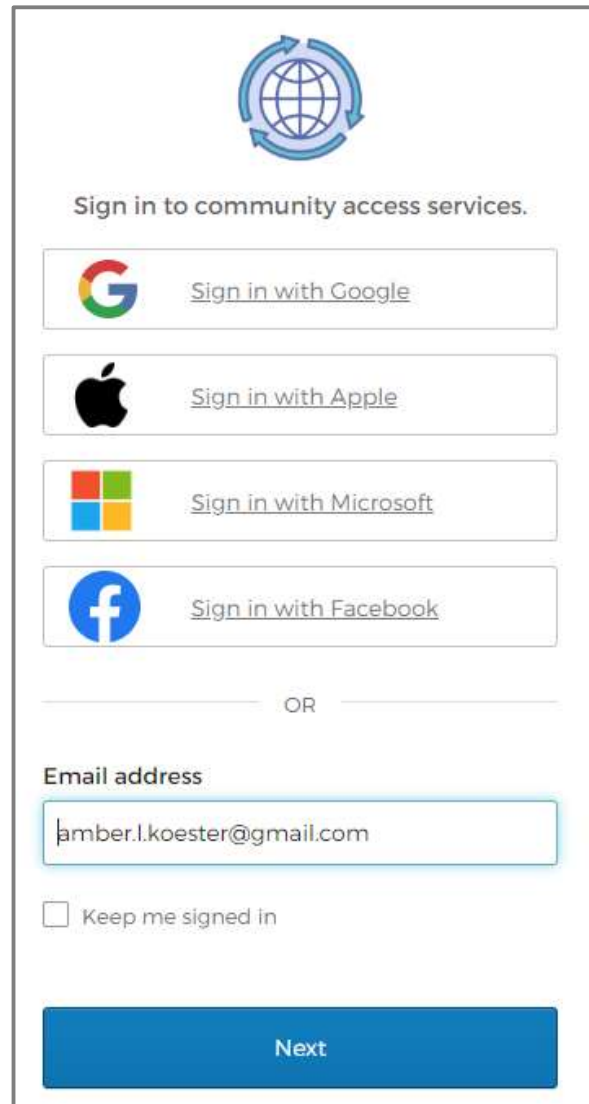 Sign in to community access services.
Sign in with Google
Sign in with Apple
Sign in with Microsoft
Sign in with Facebook
OR
Email address
amber.l.koester@gmail.com
Keep me signed in
Next